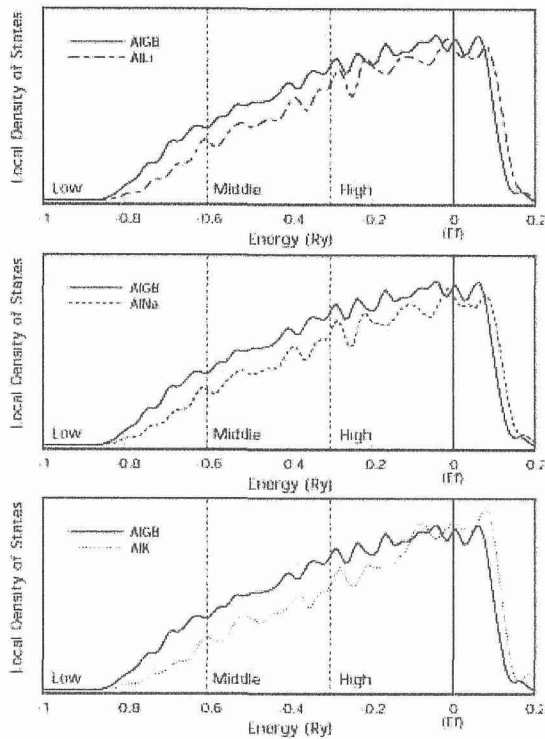 Local Density of States
AlGB
AlLi
Low
Middle
High
-1
-0.8
-0.6
-0.4
-0.2
0
0.2
(Ef)
Energy (Ry)
Local Density of States
AlGB
AlNa
Low
Middle
High
-1
-0.8
-0.6
-0.4
-0.2
0
0.2
(Ef)
Energy (Ry)
Local Density of States
AlGB
AlK
Low
Middle
High
-1
-0.8
-0.6
-0.4
-0.2
0
0.2
(Ef)
Energy (Ry)